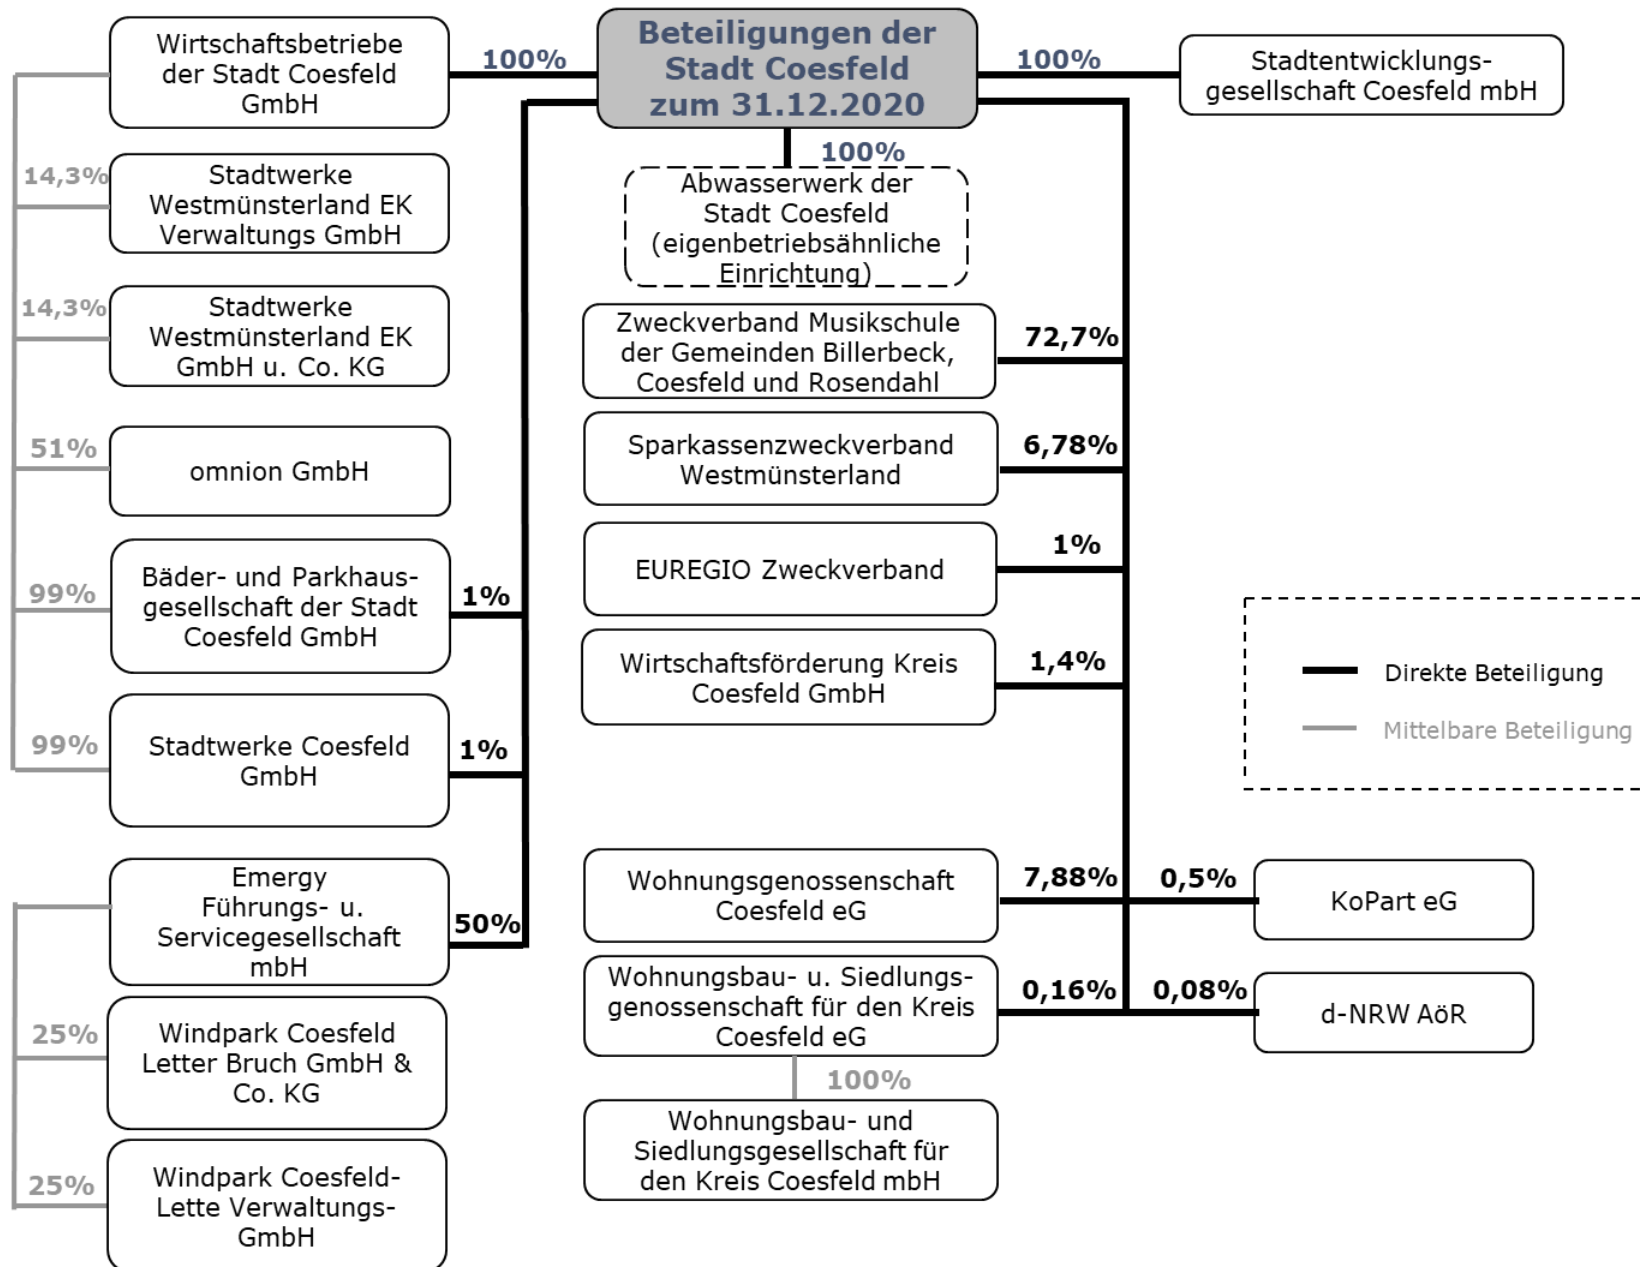 Beteiligungen der
Stadt Coesfeld
zum 31.12.2020
Wirtschaftsbetriebe
der Stadt Coesfeld
GmbH
100%
100%
Stadtentwicklungs-
gesellschaft Coesfeld mbH
100%
Abwasserwerk der
Stadt Coesfeld
(eigenbetriebsähnliche
Einrichtung)
14,3%
Stadtwerke
Westmünsterland EK
Verwaltungs GmbH
14,3%
Stadtwerke
Westmünsterland EK
GmbH u. Co. KG
51%
omnion GmbH
99%
Bäder- und Parkhaus-
gesellschaft der Stadt
Coesfeld GmbH
1%
99%
Stadtwerke Coesfeld
GmbH
1%
Emergy
Führungs- u.
Servicegesellschaft
mbH
50%
25%
Windpark Coesfeld
Letter Bruch GmbH &
Co. KG
25%
Windpark Coesfeld-
Lette Verwaltungs-
GmbH
Zweckverband Musikschule
der Gemeinden Billerbeck,
Coesfeld und Rosendahl
72,7%
Sparkassenzweckverband
Westmünsterland
6,78%
EUREGIO Zweckverband
1%
Wirtschaftsförderung Kreis
Coesfeld GmbH
1,4%
Wohnungsgenossenschaft
Coesfeld eG
7,88%
0,5%
KoPart eG
Wohnungsbau- u. Siedlungs-
genossenschaft für den Kreis
Coesfeld eG
0,16%
0,08%
d-NRW AöR
100%
Wohnungsbau- und
Siedlungsgesellschaft für
den Kreis Coesfeld mbH
Direkte Beteiligung
Mittelbare Beteiligung